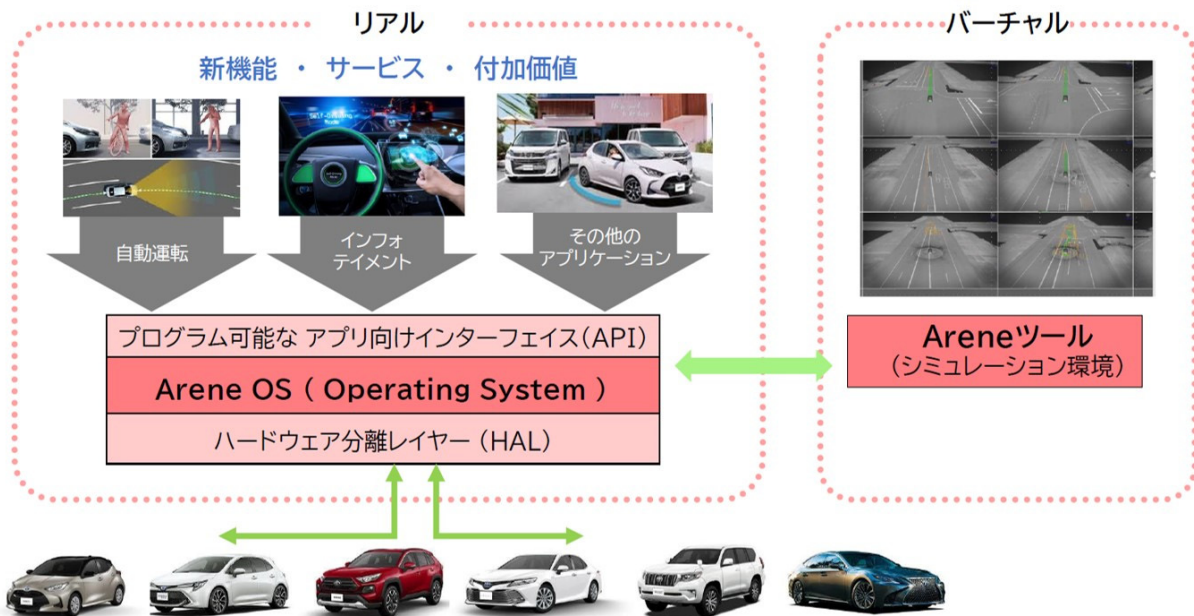 リアル
バーチャル
新機能 ・ サービス ・ 付加価値
自動運転
インフォ
テイメント
その他の
アプリケーション
プログラム可能な アプリ向けインターフェイス(API)
Arene OS ( Operating System )
ハードウェア分離レイヤー (HAL)
Areneツール
(シミュレーション環境)